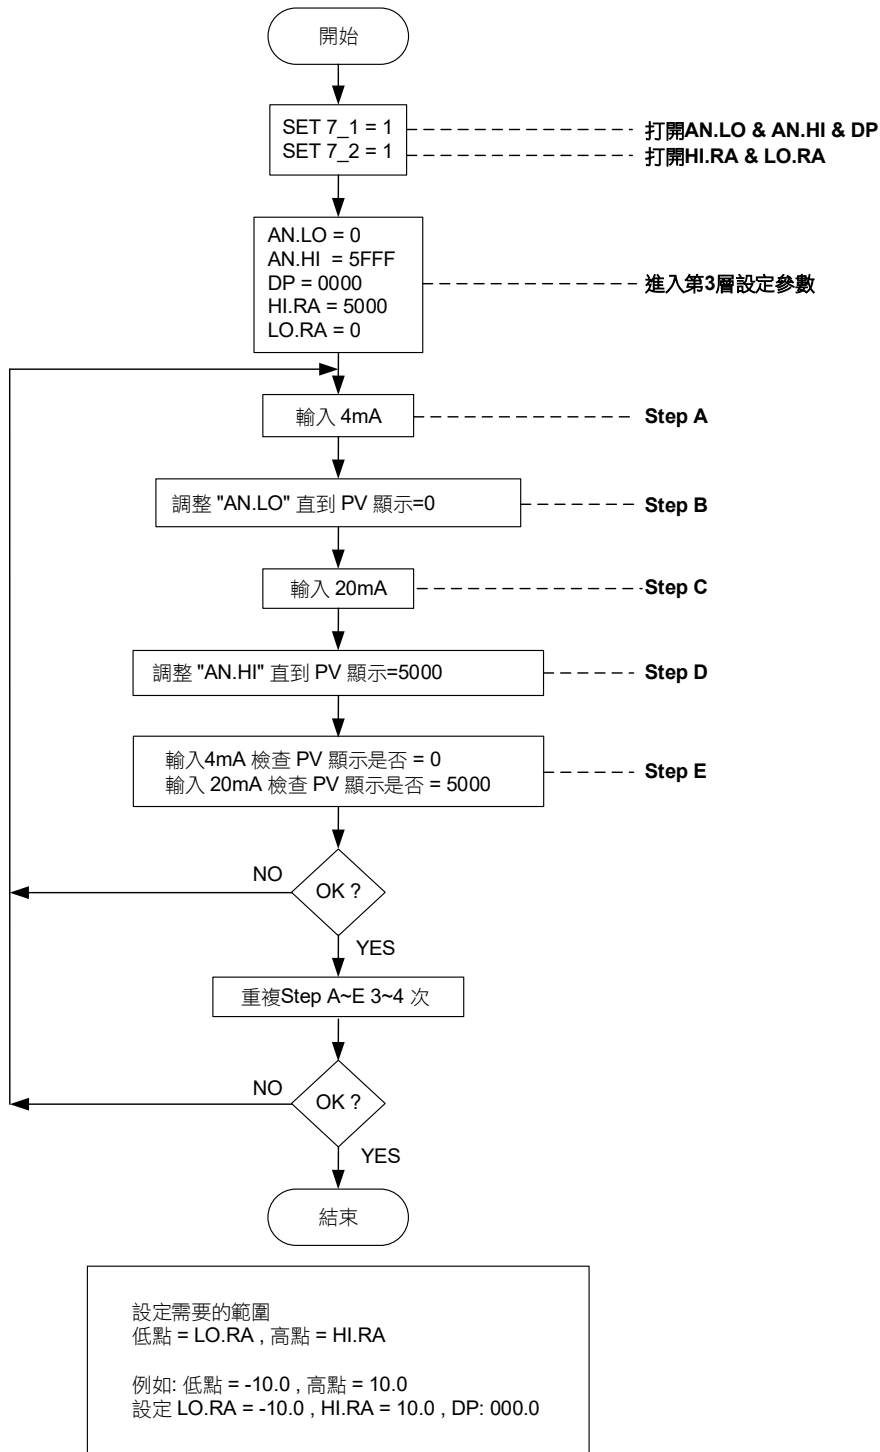 開始
SET 7_1 = 1
打開AN.LO & AN.HI & DP
SET 7_2 = 1
打開HI.RA & LO.RA
AN.LO = 0
AN.HI = 5FFF
DP = 0000
HI.RA = 5000
LO.RA = 0
進入第3層設定參數
輸入 4mA
Step A
調整 "AN.LO" 直到 PV 顯示=0
Step B
輸入 20mA
Step C
調整 "AN.HI" 直到 PV 顯示=5000
Step D
輸入4mA 檢查 PV 顯示是否 = 0
輸入 20mA 檢查 PV 顯示是否 = 5000
Step E
NO
OK ?
YES
重複Step A~E 3~4 次
NO
OK ?
YES
結束
設定需要的範圍
低點 = LO.RA , 高點 = HI.RA
例如: 低點 = -10.0 , 高點 = 10.0
設定 LO.RA = -10.0 , HI.RA = 10.0 , DP: 000.0